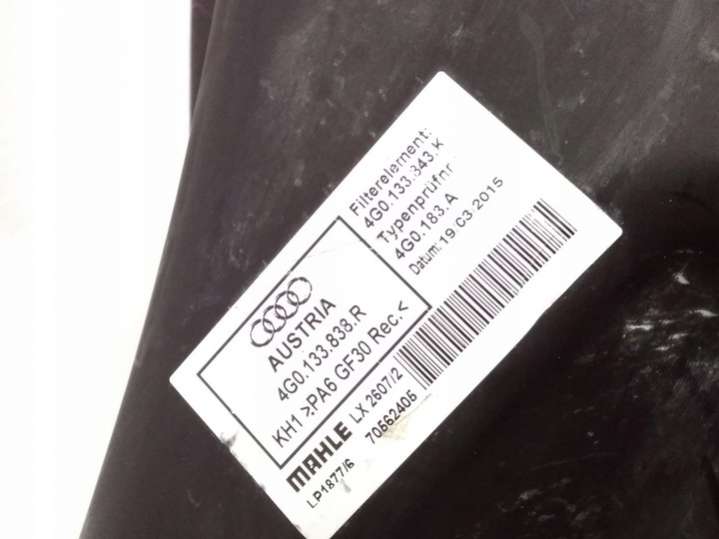 Filterelement:
4G0.133.843.K
Typenprüfnr
4G0.183.A
Datum: 19.03.2015
AUSTRIA
4G0.133.838.R
KH1 >PA6 GF30 Rec.<
MAHLE LX 2607/2
LP1877/6 70562405